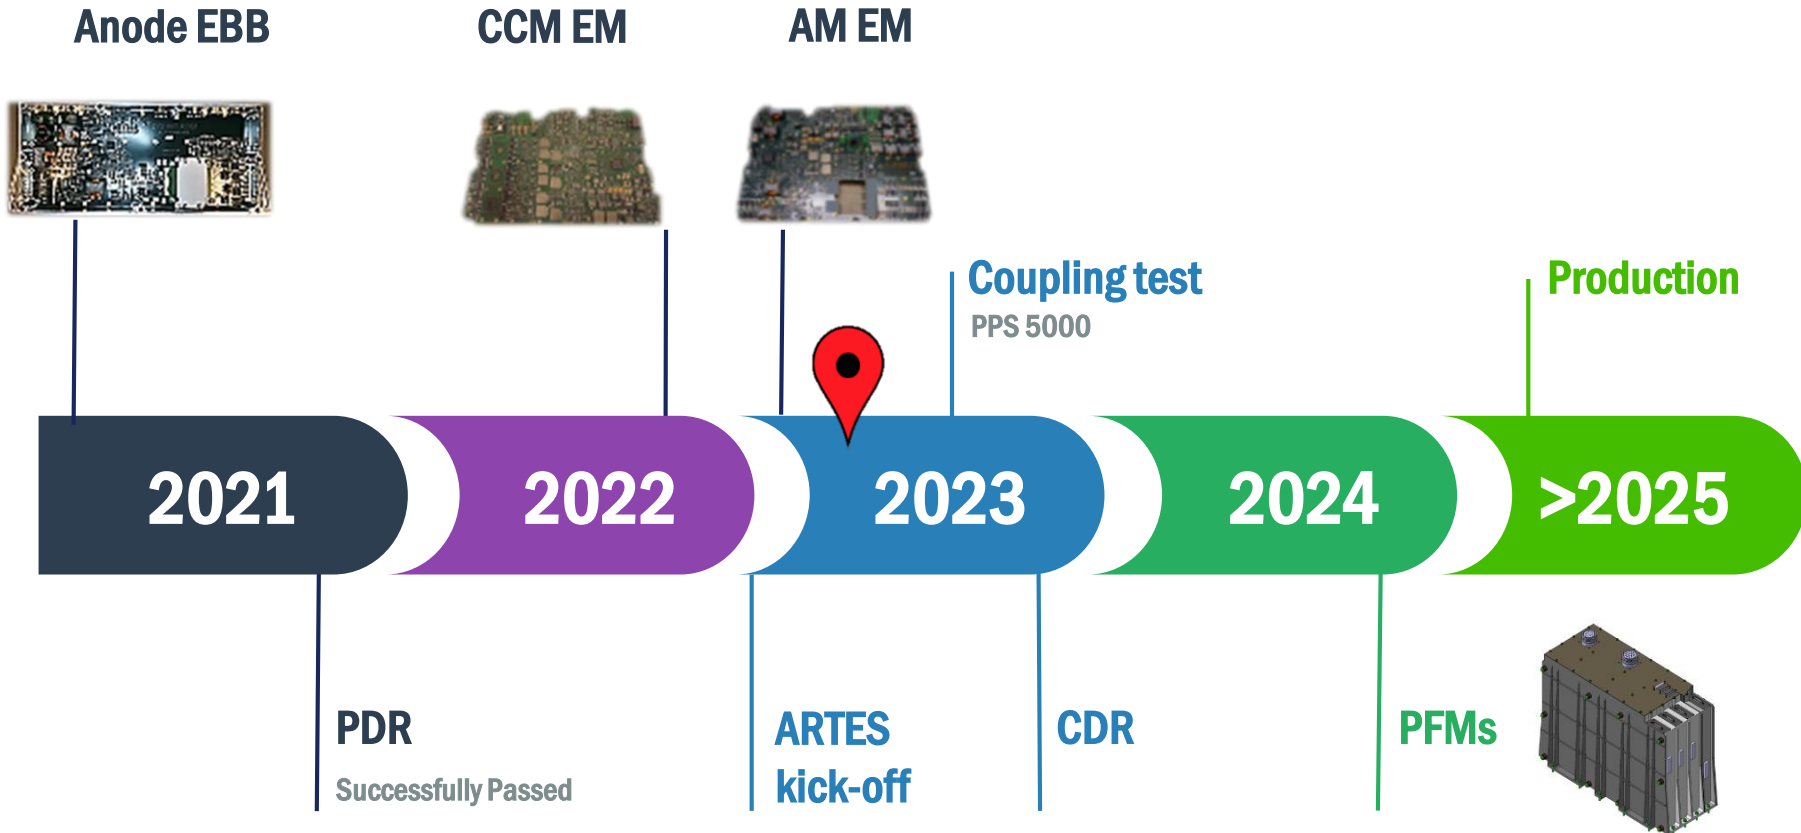 Anode EBB
CCM EM
AM EM
Coupling test
PPS 5000
Production
2021
2022
2023
2024
>2025
PDR
Successfully Passed
ARTES
kick-off
CDR
PFMs